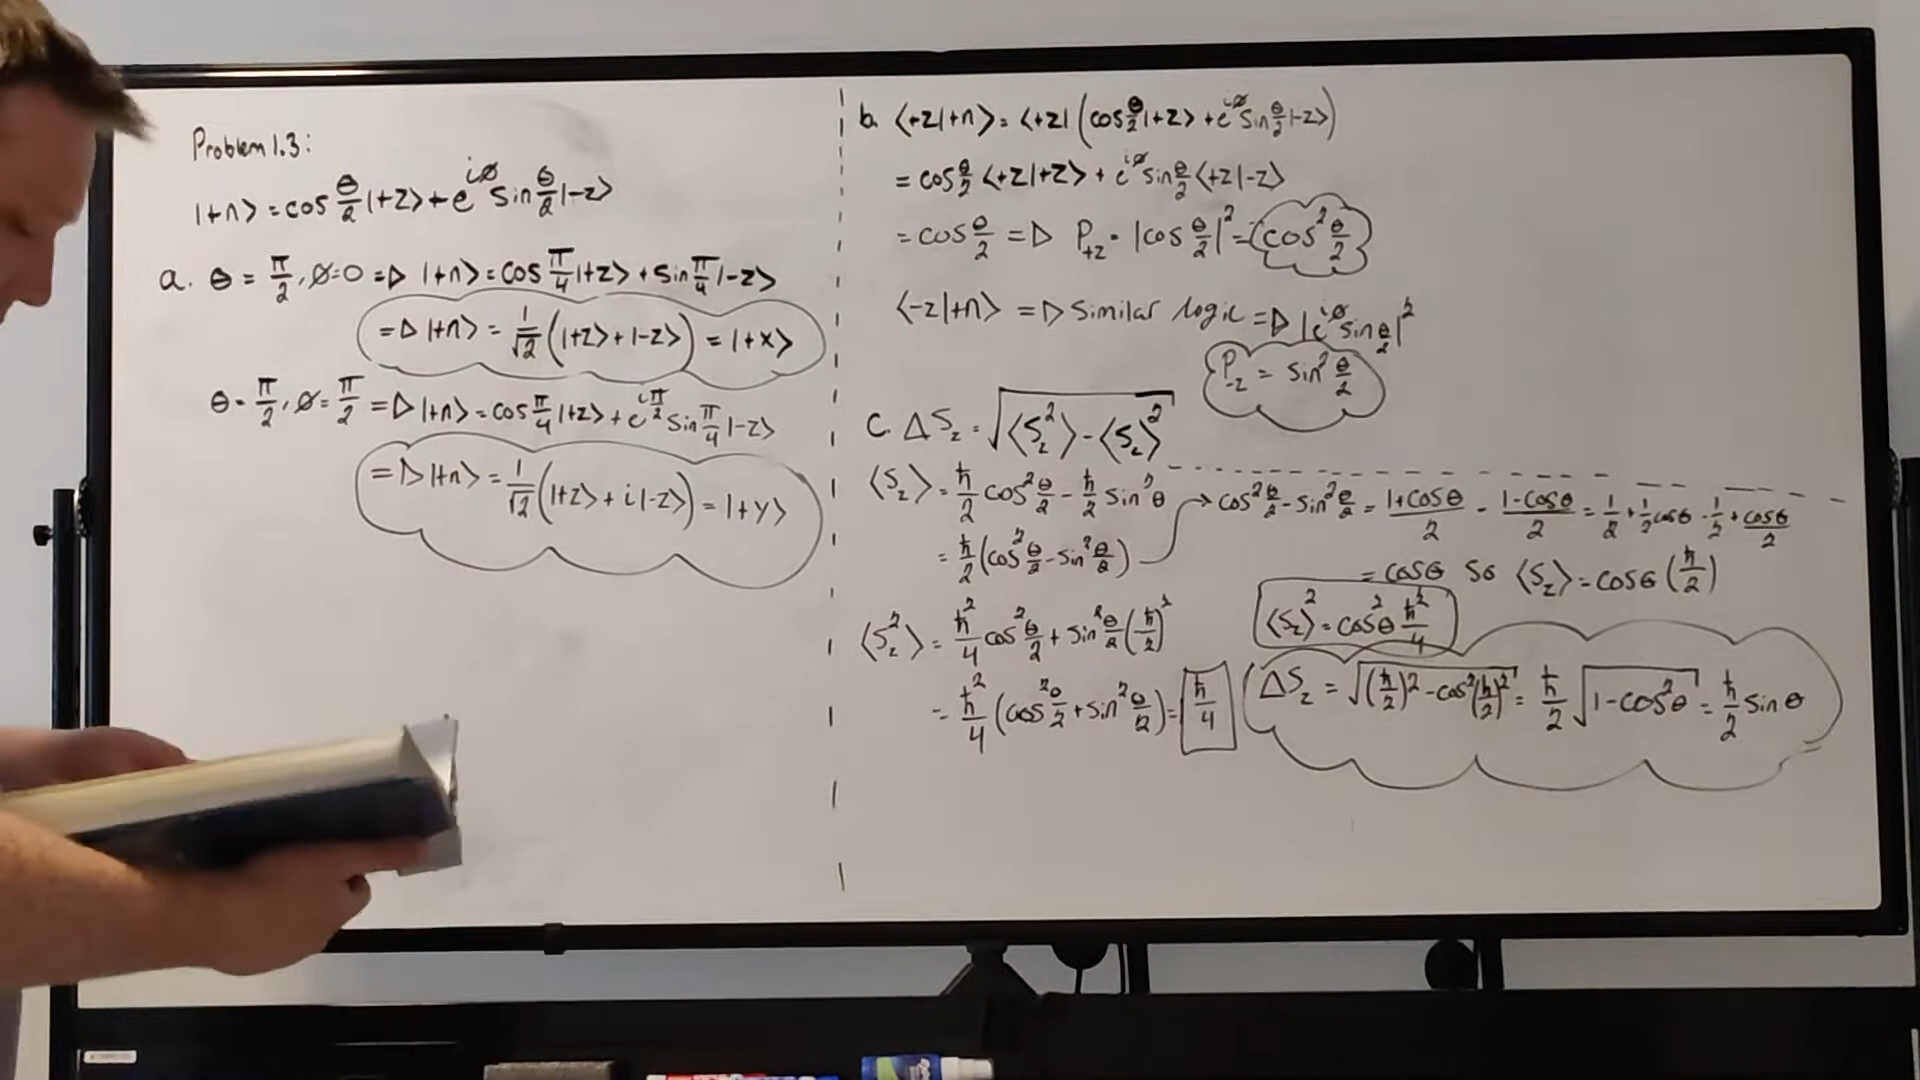 Problem 1.3:
|+n⟩ = cos θ/2 |+z⟩ + e^{iø} sin θ/2 |-z⟩
a. θ = π/2, ø=0 =▷ |+n⟩ = cos π/4 |+z⟩ + sin π/4 |-z⟩
=▷ |+n⟩ = 1/√2 (|+z⟩ + |-z⟩) = |+x⟩
θ = π/2, ø = π/2 =▷ |+n⟩ = cos π/4 |+z⟩ + e^{iπ/2} sin π/4 |-z⟩
=▷ |+n⟩ = 1/√2 (|+z⟩ + i|-z⟩) = |+y⟩
b. ⟨+z|+n⟩ = ⟨+z| (cos θ/2 |+z⟩ + e^{iø} sin θ/2 |-z⟩)
= cos θ/2 ⟨+z|+z⟩ + e^{iø} sin θ/2 ⟨+z|-z⟩
= cos θ/2 =▷ P_{+z} = |cos θ/2|² = cos² θ/2
⟨-z|+n⟩ =▷ Similar logic =▷ |e^{iø} sin θ/2|²
P_{-z} = sin² θ/2
c. ΔS_z = √(⟨S_z²⟩ - ⟨S_z⟩²)
⟨S_z⟩ = ħ/2 cos² θ/2 - ħ/2 sin² θ
= ħ/2 (cos² θ/2 - sin² θ/2)
→ cos² θ/2 - sin² θ/2 = (1+cosθ)/2 - (1-cosθ)/2 = 1/2 + 1/2 cosθ - 1/2 + cosθ/2
= cosθ so ⟨S_z⟩ = cosθ (ħ/2)
⟨S_z⟩² = cos²θ ħ²/4
⟨S_z²⟩ = ħ²/4 cos² θ/2 + sin² θ/2 (ħ/2)²
= ħ²/4 (cos² θ/2 + sin² θ/2) = ħ/4
ΔS_z = √((ħ/2)² - cos²(ħ/2)²) = ħ/2 √(1-cos²θ) = ħ/2 sin θ